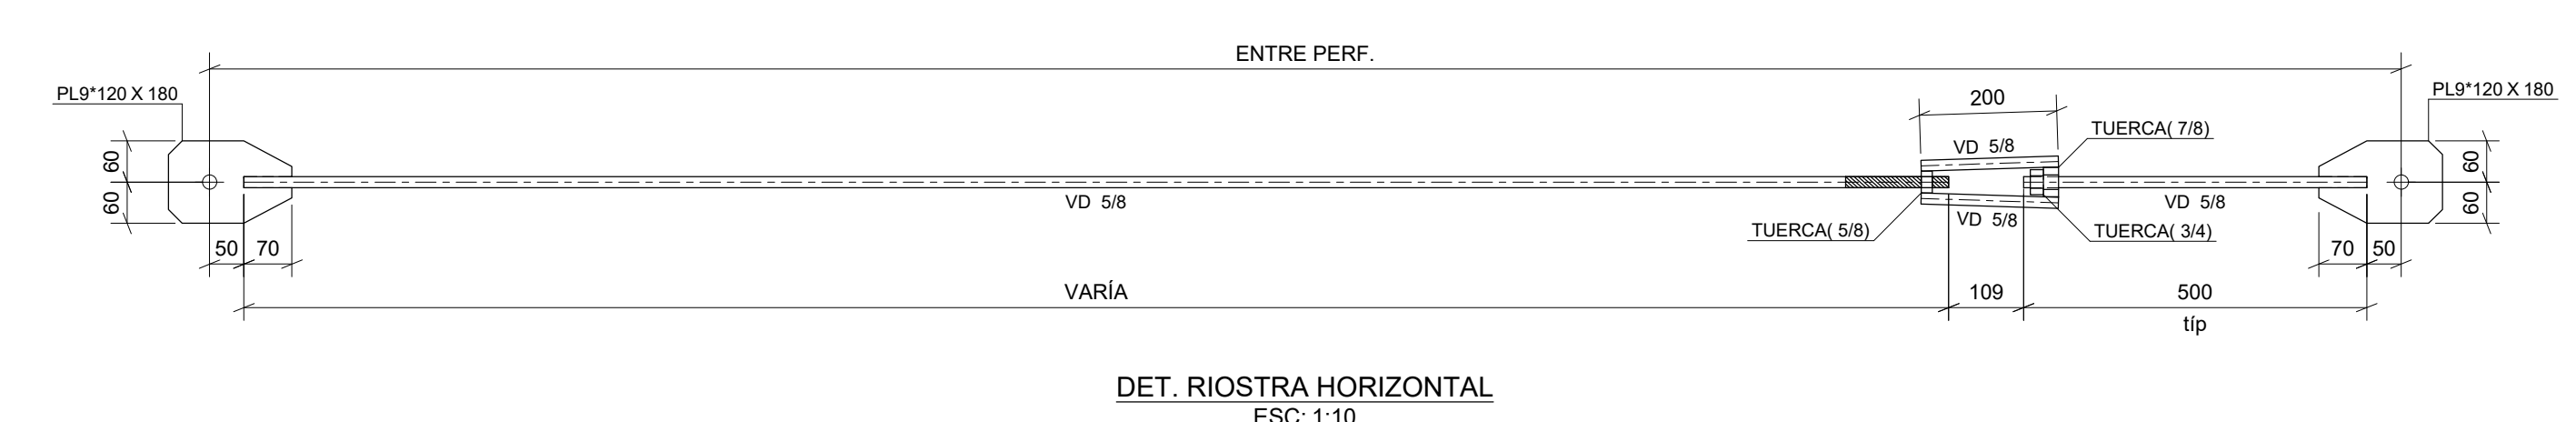 ENTRE PERF.
PL9*120 X 180
PL9*120 X 180
200
TUERCA( 7/8)
VD 5/8
60
60
60
60
VD 5/8
VD 5/8
VD 5/8
TUERCA( 5/8)
TUERCA( 3/4)
50
70
70
50
VARÍA
109
500
típ
DET. RIOSTRA HORIZONTAL
ESC: 1:10